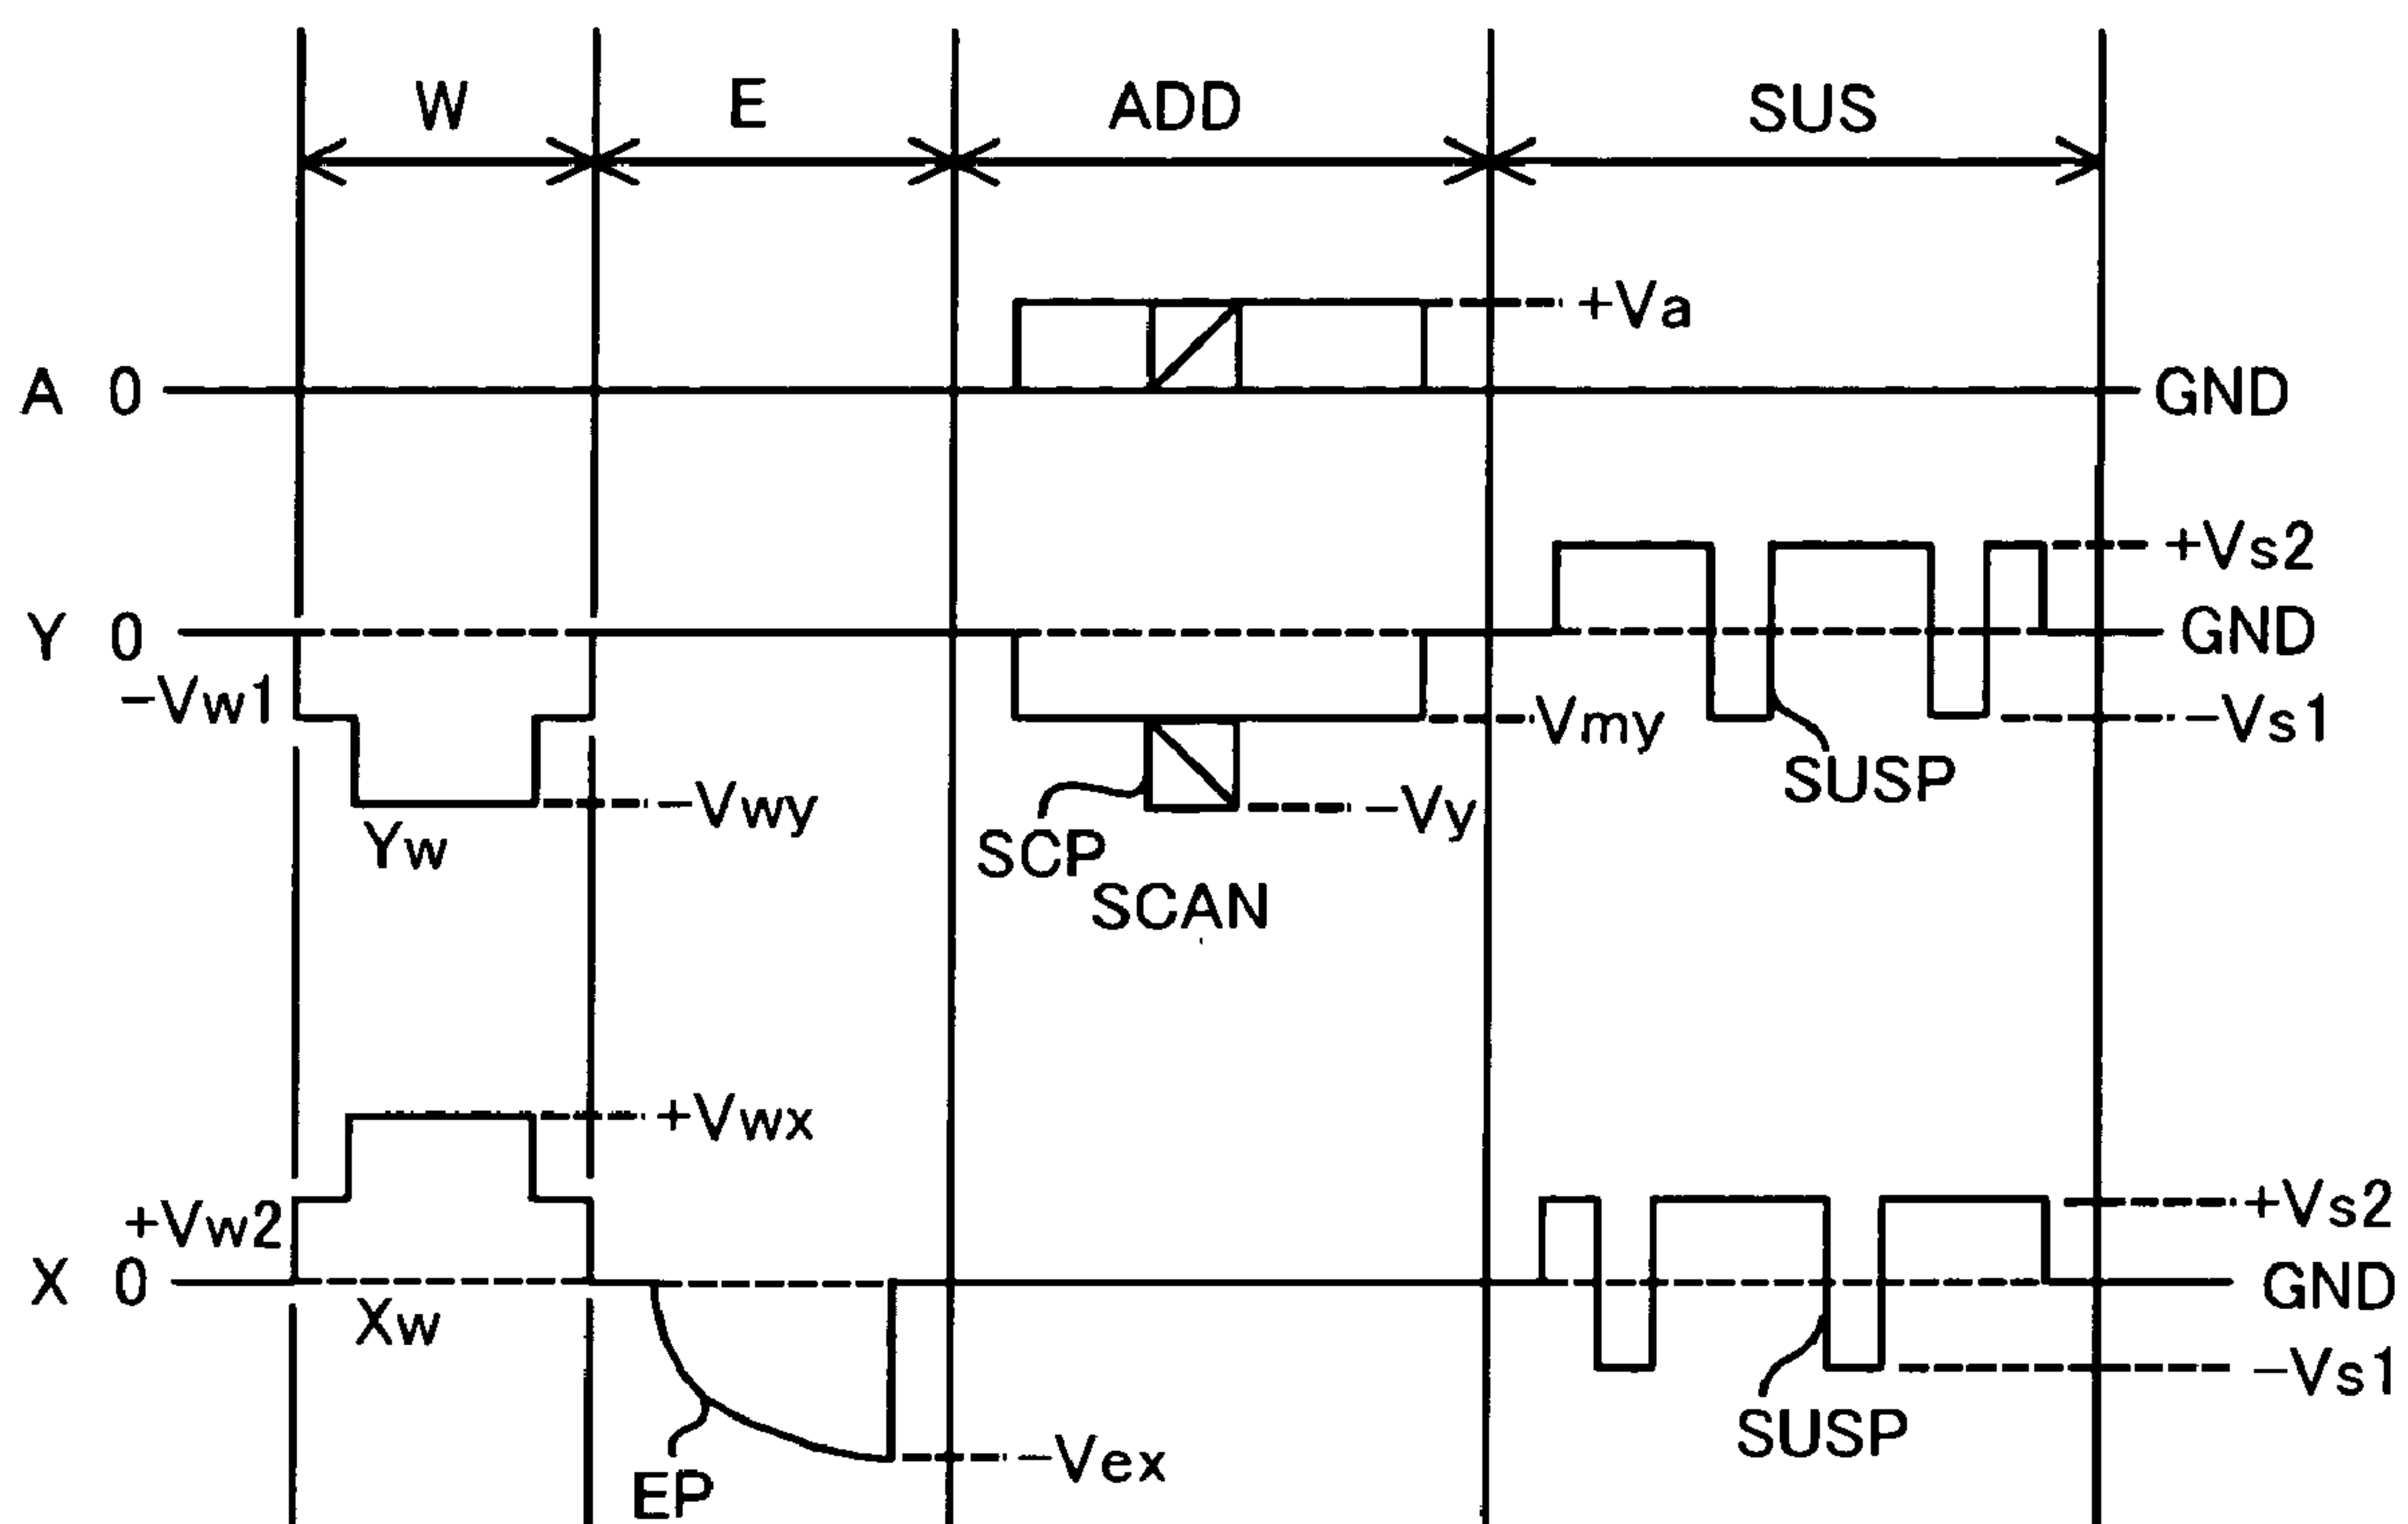 W E ADD SUS
+Va
A 0 GND
+Vs2
Y 0 GND
−Vw1 Vmy −Vs1
SUSP
−Vwy −Vy
Yw SCP
SCAN
+Vwx
+Vw2 +Vs2
X 0 GND
Xw
−Vs1
SUSP
−Vex
EP